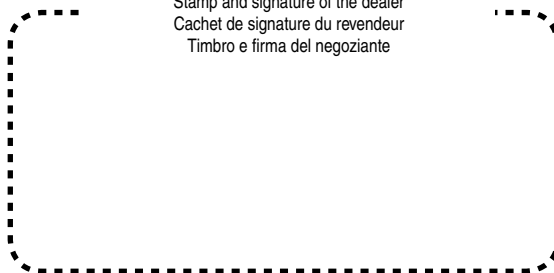 Stamp and signature of the dealer
Cachet de signature du revendeur
Timbro e firma del negoziante